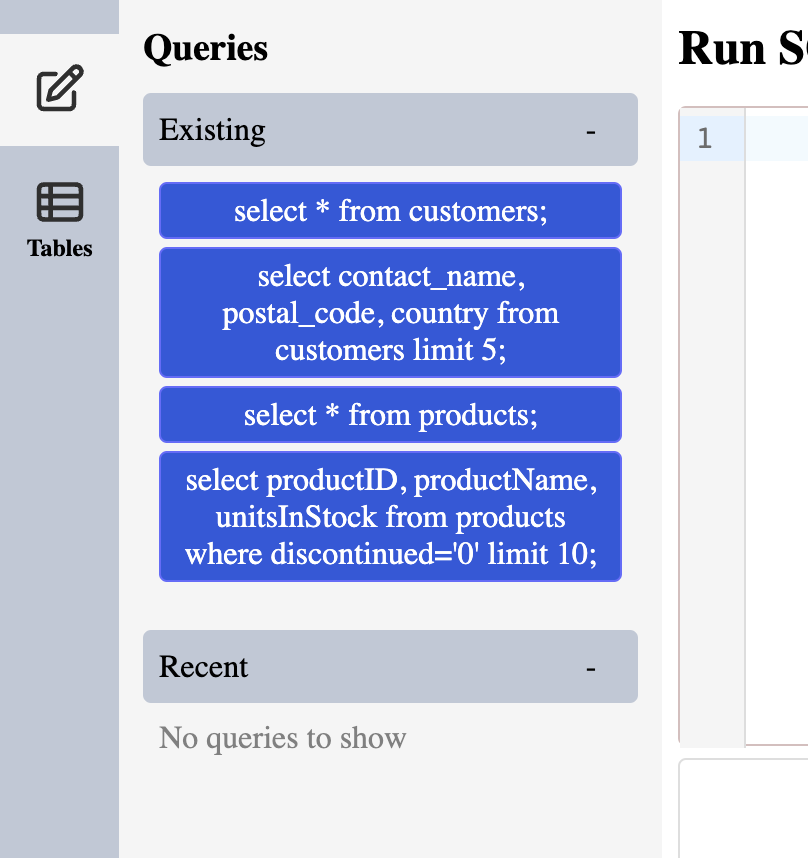 Queries
Existing -
select * from customers;
select contact_name,
postal_code, country from
customers limit 5;
select * from products;
select productID, productName,
unitsInStock from products
where discontinued='0' limit 10;
Recent -
No queries to show
Tables
Run S
1